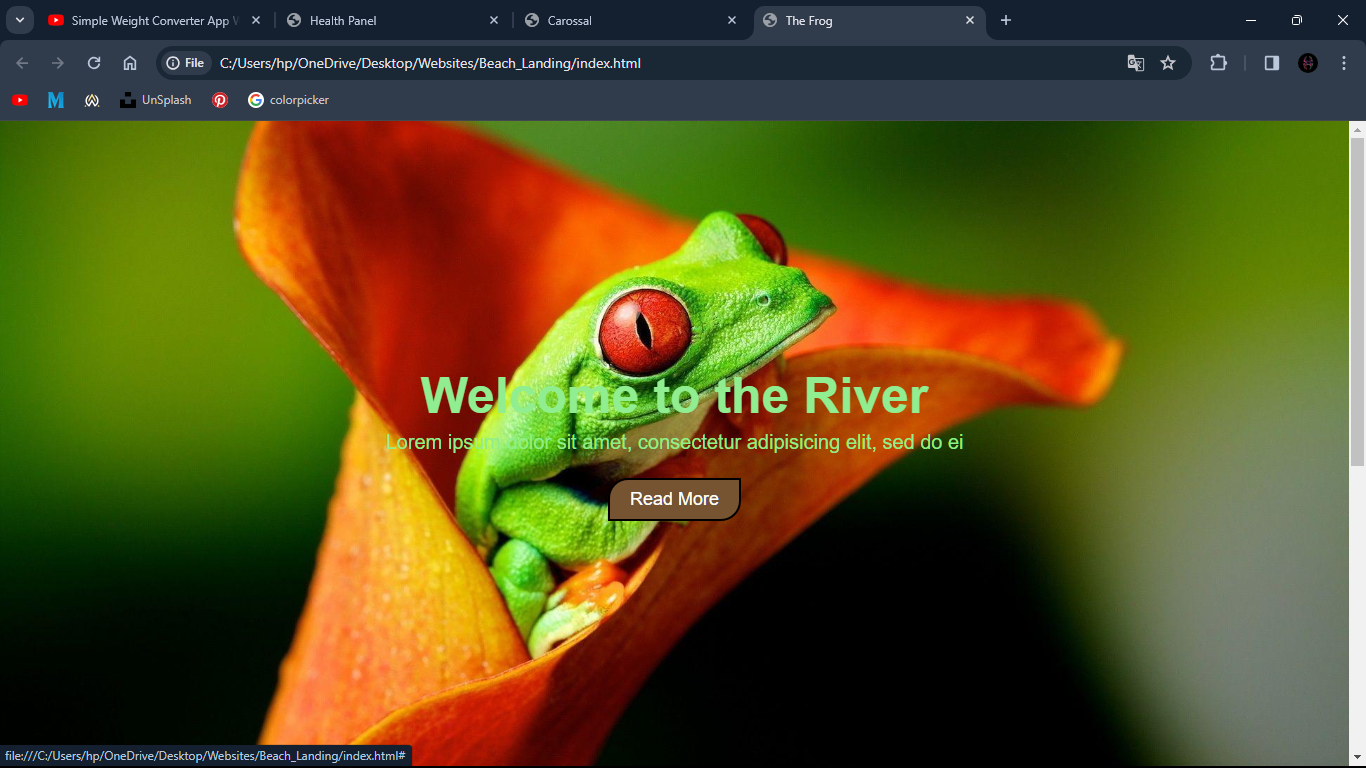 Simple Weight Converter App
Health Panel
Carossal
The Frog
File
C:/Users/hp/OneDrive/Desktop/Websites/Beach_Landing/index.html
UnSplash
colorpicker
Welcome to the River
Lorem ipsum dolor sit amet, consectetur adipisicing elit, sed do ei
Read More
file:///C:/Users/hp/OneDrive/Desktop/Websites/Beach_Landing/index.html#